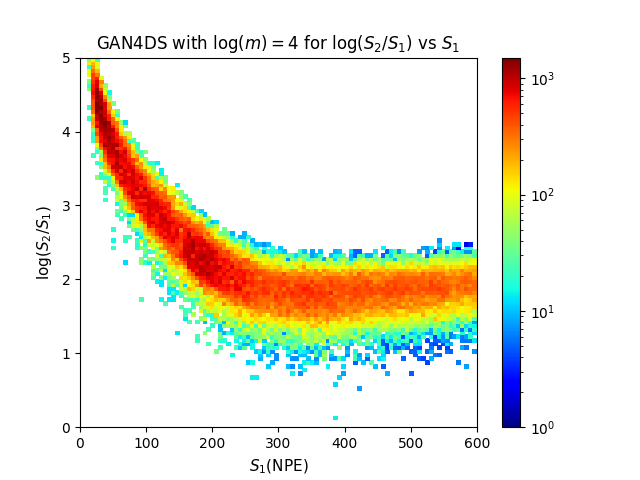 GAN4DS with log(m) = 4 for log(S₂/S₁) vs S₁
5
4
3
2
1
0
0 100 200 300 400 500 600
log(S₂/S₁)
S₁(NPE)
10³
10²
10¹
10⁰